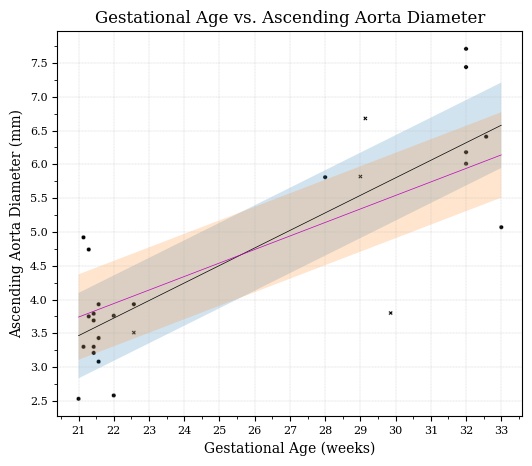 Gestational Age vs. Ascending Aorta Diameter
Ascending Aorta Diameter (mm)
7.5
7.0
6.5
6.0
5.5
5.0
4.5
4.0
3.5
3.0
2.5
21 22 23 24 25 26 27 28 29 30 31 32 33
Gestational Age (weeks)